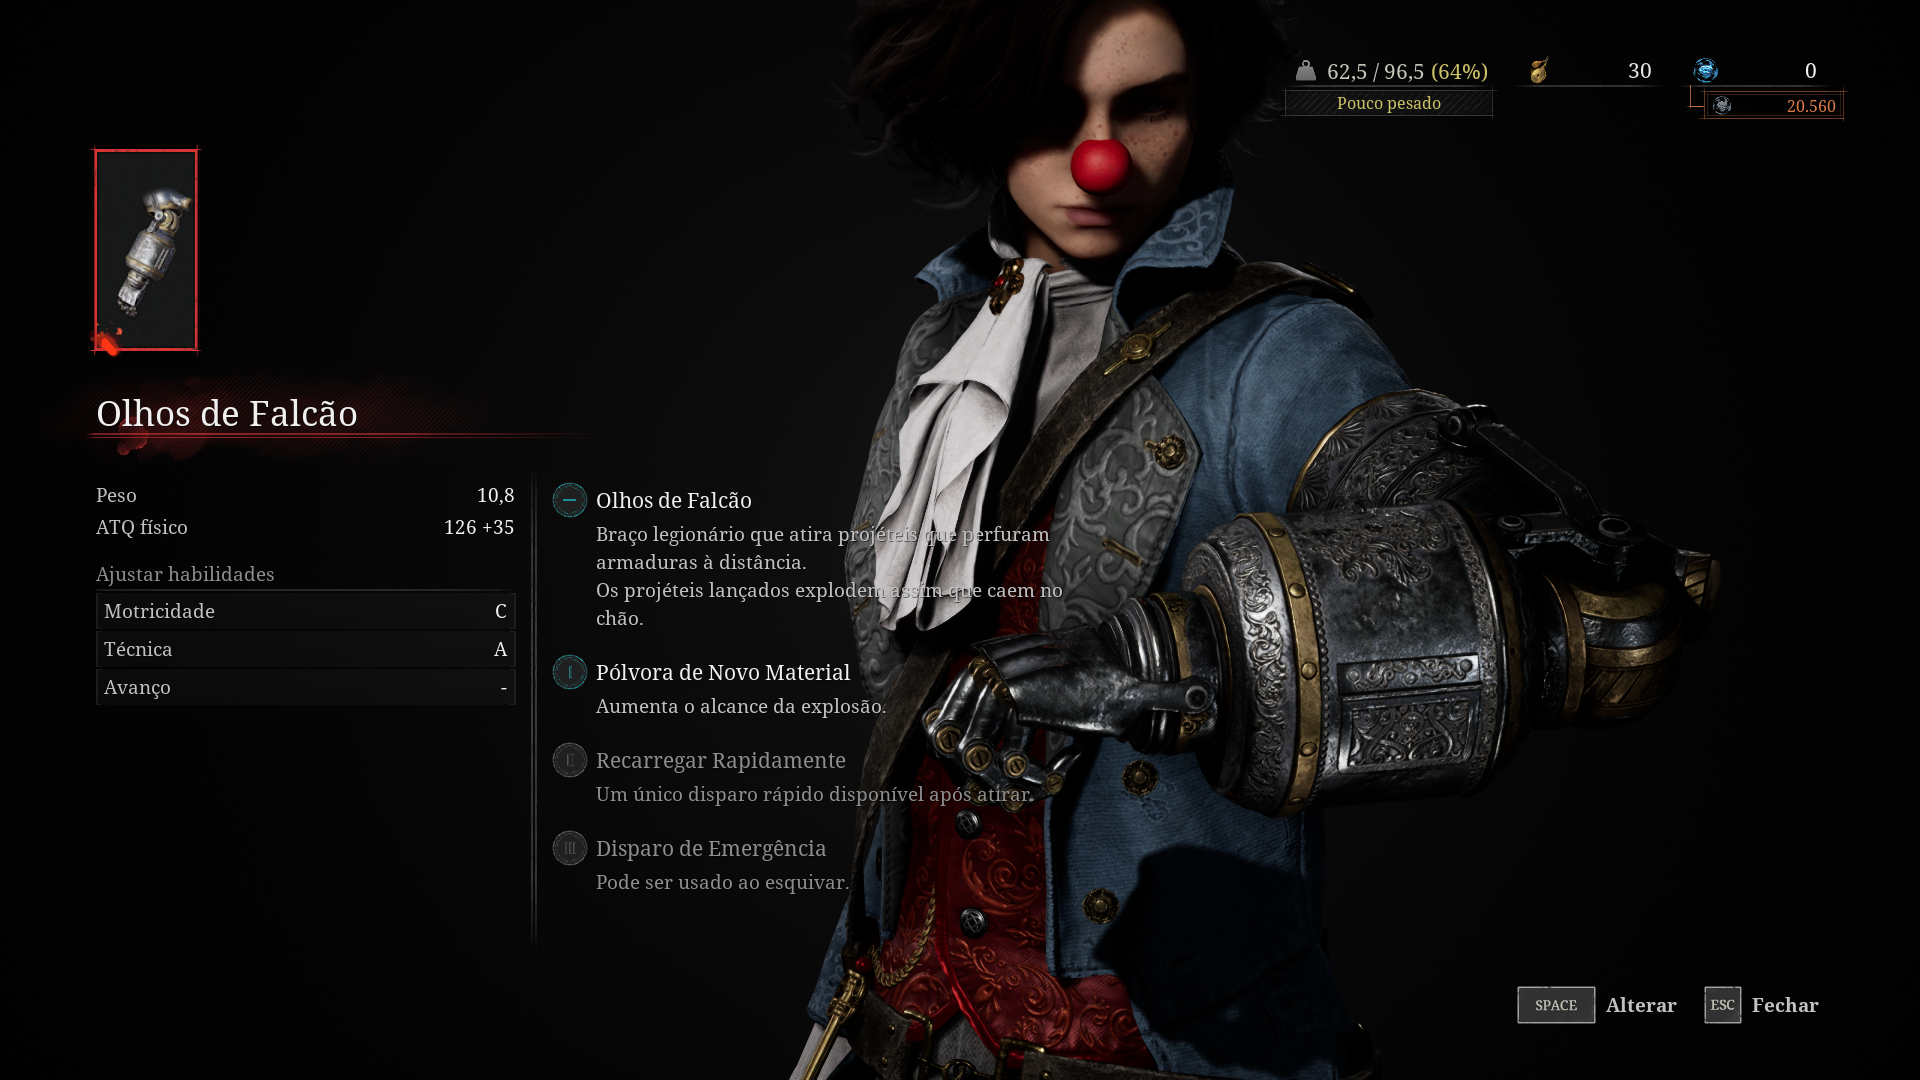 62,5 / 96,5 (64%)
30
0
Pouco pesado
20.560
Olhos de Falcão
Peso 10,8
ATQ físico 126 +35
Ajustar habilidades
Motricidade C
Técnica A
Avanço -
Olhos de Falcão
Braço legionário que atira projéteis que perfuram
armaduras à distância.
Os projéteis lançados explodem assim que caem no
chão.
I
Pólvora de Novo Material
Aumenta o alcance da explosão.
II
Recarregar Rapidamente
Um único disparo rápido disponível após atirar.
III
Disparo de Emergência
Pode ser usado ao esquivar.
SPACE Alterar
ESC Fechar